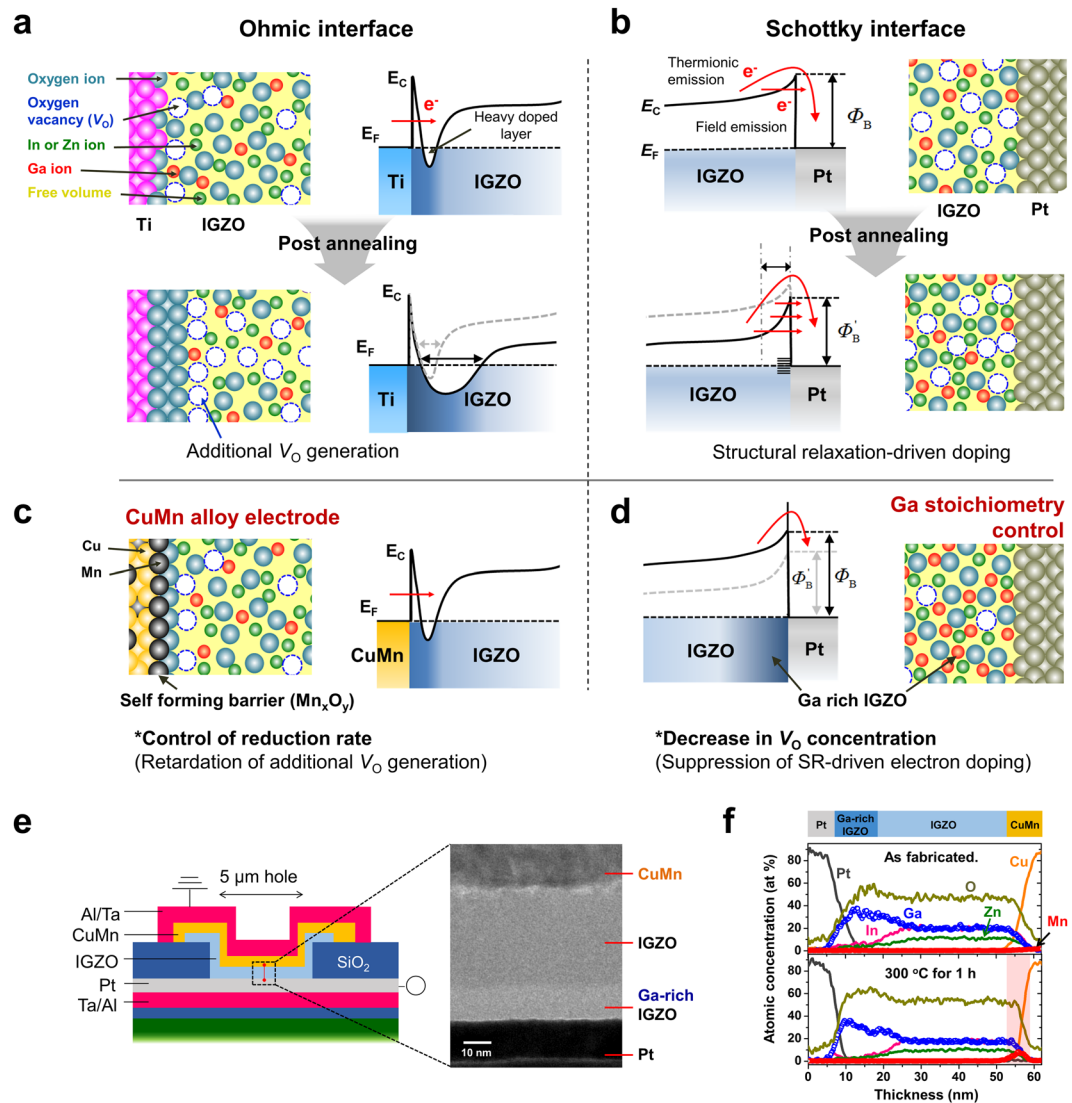 a
Ohmic interface
Oxygen ion
Oxygen
vacancy (VO)
In or Zn ion
Ga ion
Free volume
Ti
IGZO
EC
e-
EF
Heavy doped
layer
Ti
IGZO
Post annealing
EC
EF
Ti
IGZO
Additional VO generation
b
Schottky interface
Thermionic
emission
e-
e-
EC
Field emission
ΦB
EF
IGZO
Pt
IGZO
Pt
Post annealing
Φ'B
IGZO
Pt
Structural relaxation-driven doping
c
CuMn alloy electrode
Cu
Mn
EC
EF
CuMn
IGZO
Self forming barrier (MnxOy)
*Control of reduction rate
(Retardation of additional VO generation)
d
Ga stoichiometry
control
Φ'B
ΦB
IGZO
Pt
Ga rich IGZO
*Decrease in VO concentration
(Suppression of SR-driven electron doping)
e
5 μm hole
Al/Ta
CuMn
IGZO
SiO2
Pt
Ta/Al
CuMn
IGZO
Ga-rich
IGZO
Pt
10 nm
f
Pt
Ga-rich
IGZO
IGZO
CuMn
As fabricated.
Pt
O
Cu
Ga
Zn
Mn
In
80
60
40
20
0
300 oC for 1 h
80
60
40
20
0
Atomic concentration (at %)
0 10 20 30 40 50 60
Thickness (nm)